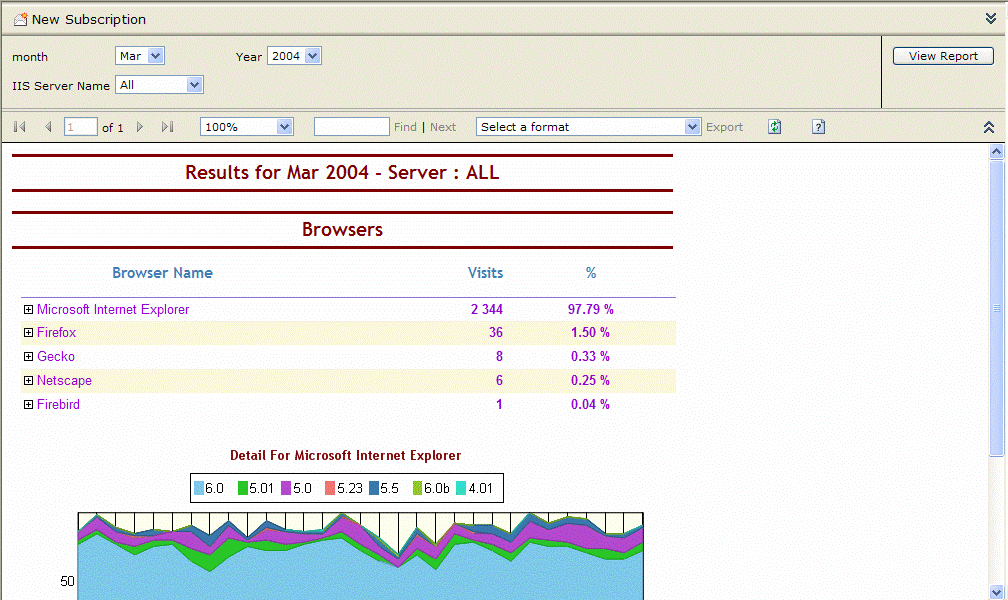 New Subscription
month Mar Year 2004 View Report
IIS Server Name All
1 of 1 100% Find | Next Select a format Export
Results for Mar 2004 - Server : ALL
Browsers
Browser Name Visits %
Microsoft Internet Explorer 2 344 97.79 %
Firefox 36 1.50 %
Gecko 8 0.33 %
Netscape 6 0.25 %
Firebird 1 0.04 %
Detail For Microsoft Internet Explorer
6.0 5.01 5.0 5.23 5.5 6.0b 4.01
50